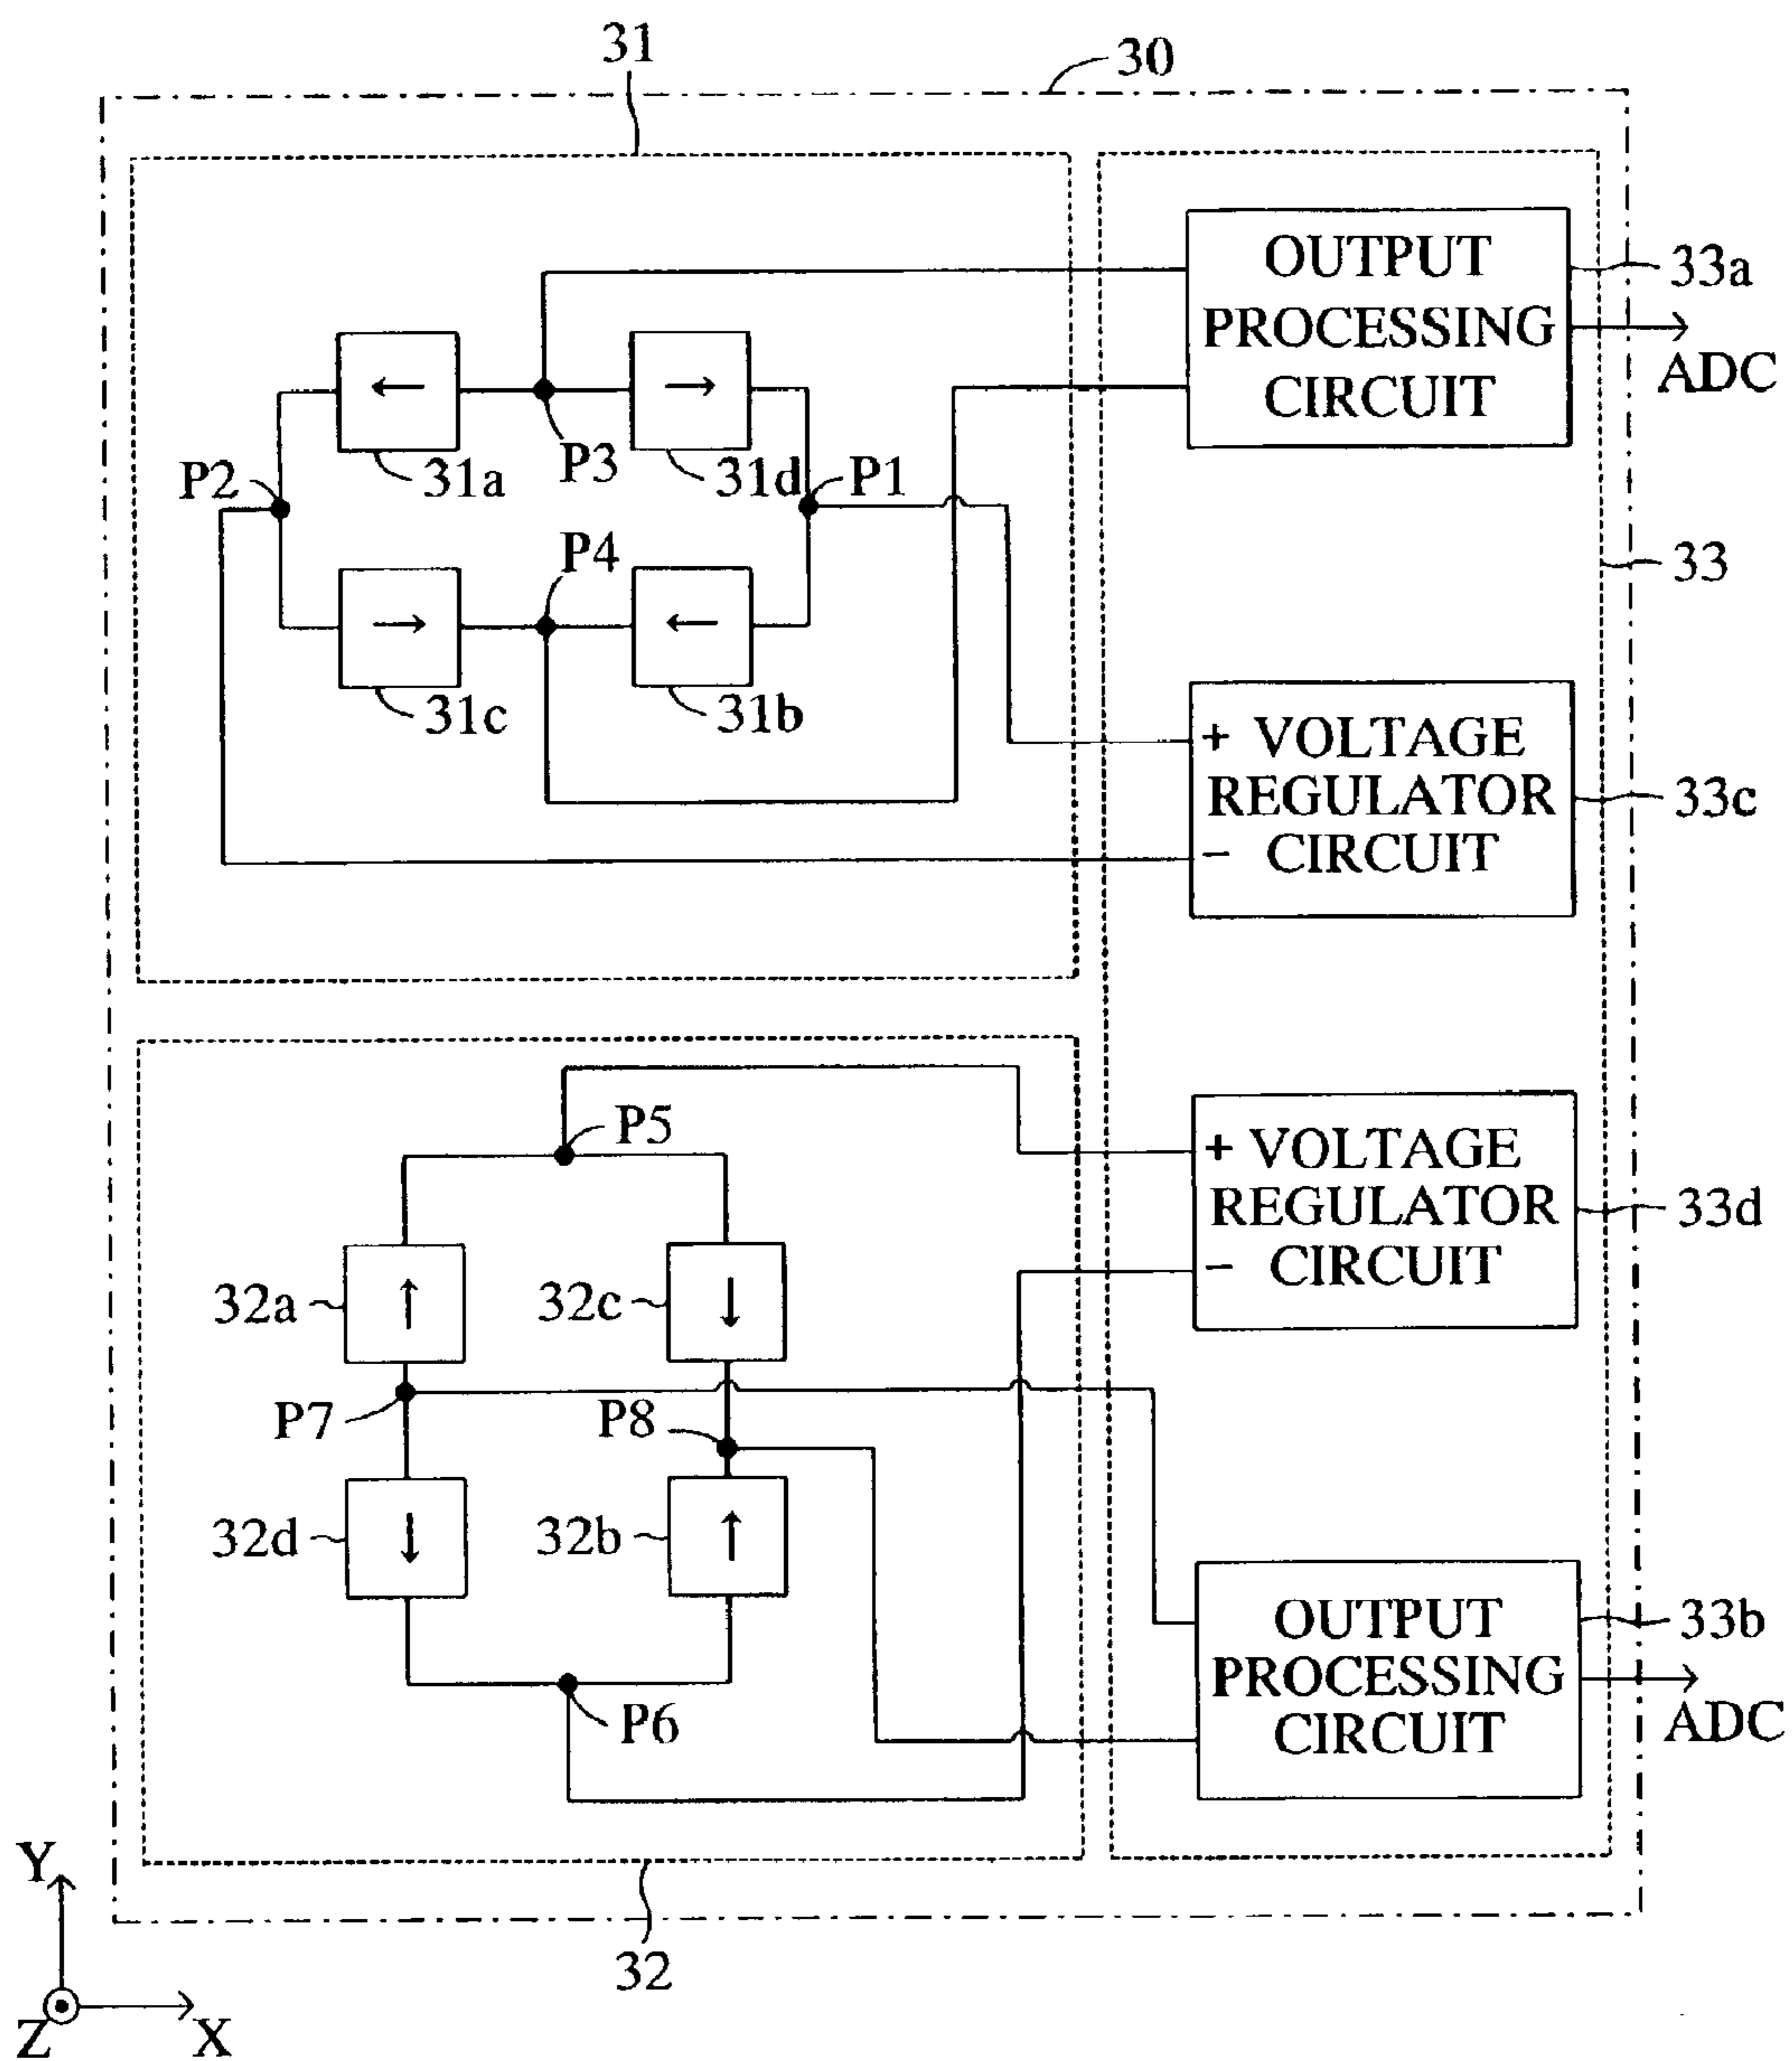 31
30
OUTPUT
PROCESSING
CIRCUIT
33a
ADC
31a
P3
31d
P2
P1
P4
33
31c
31b
+ VOLTAGE
REGULATOR
- CIRCUIT
33c
P5
+ VOLTAGE
REGULATOR
- CIRCUIT
33d
32a
32c
P7
P8
32d
32b
OUTPUT
PROCESSING
CIRCUIT
33b
ADC
P6
32
Y
Z
X